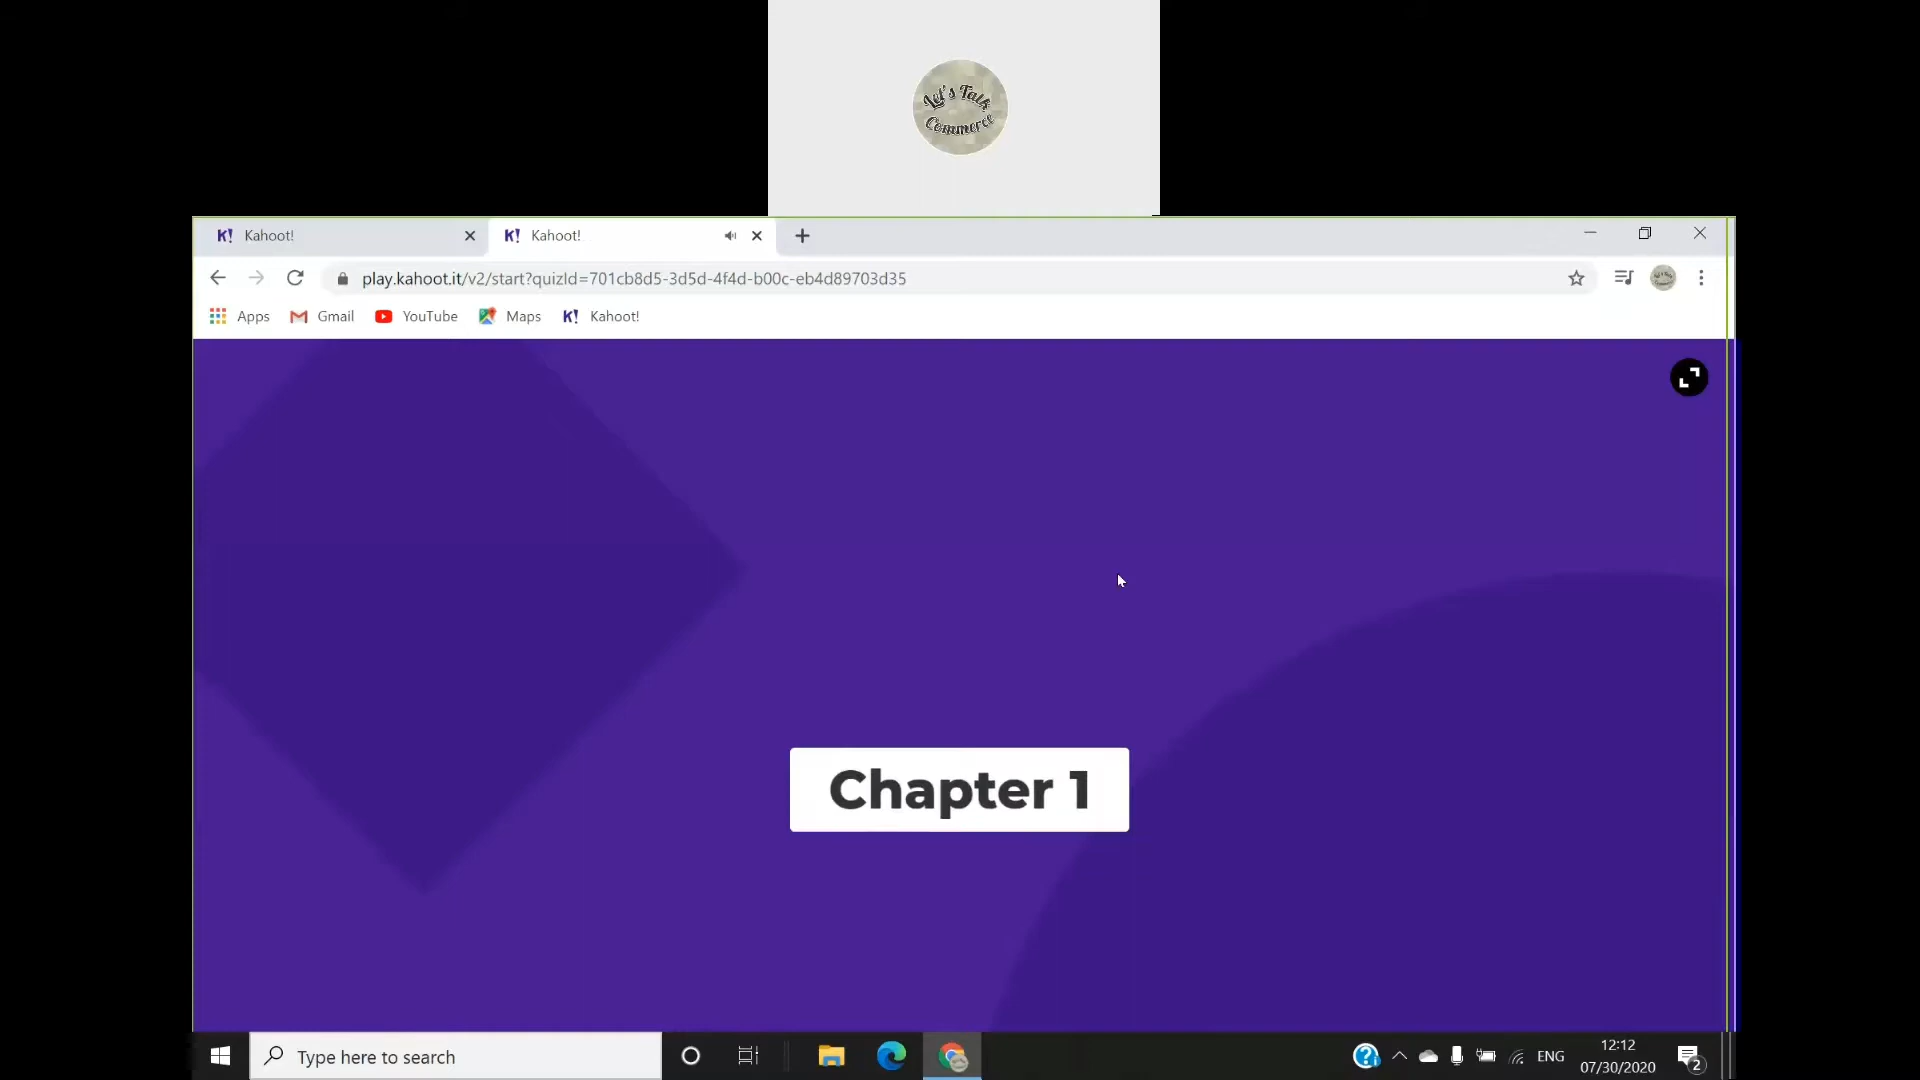 Let's Talk
Commerce
K! Kahoot!
K! Kahoot!
play.kahoot.it/v2/start?quizId=701cb8d5-3d5d-4f4d-b00c-eb4d89703d35
Apps
Gmail
YouTube
Maps
K! Kahoot!
Chapter 1
Type here to search
ENG
12:12
07/30/2020
2